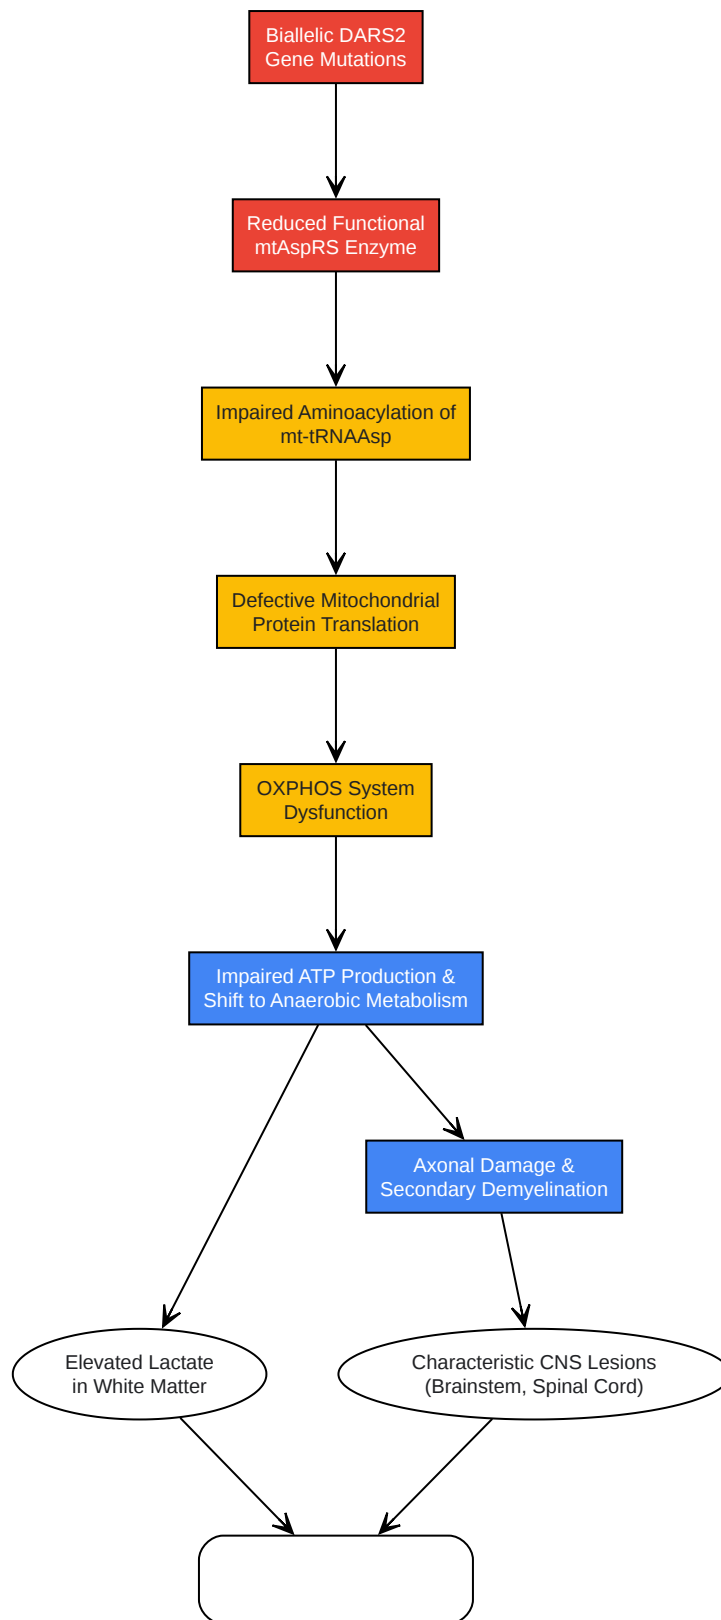 Biallelic DARS2
Gene Mutations
Reduced Functional
mtAspRS Enzyme
Impaired Aminoacylation of
mt-tRNAAsp
Defective Mitochondrial
Protein Translation
OXPHOS System
Dysfunction
Impaired ATP Production &
Shift to Anaerobic Metabolism
Axonal Damage &
Secondary Demyelination
Elevated Lactate
in White Matter
Characteristic CNS Lesions
(Brainstem, Spinal Cord)